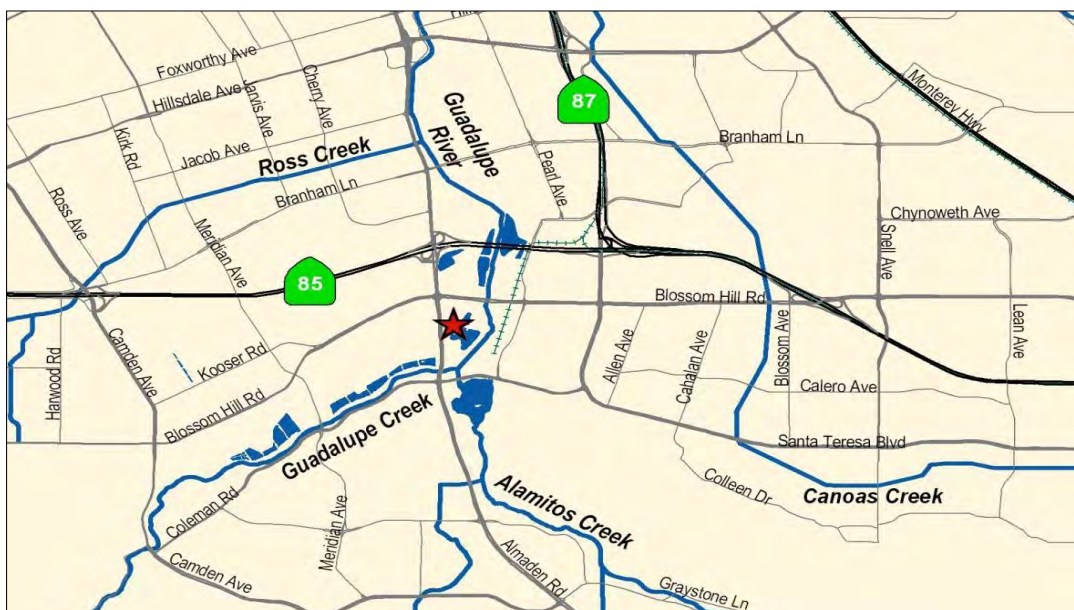 Foxworthy Ave
Hillsdale Ave
Jarvis Ave
Cherry Ave
Kirk Rd
Jacob Ave
Ross Creek
Branham Ln
Ross Ave
Meridian Ave
Guadalupe
River
Pearl Ave
87
Monterey Hwy
Branham Ln
Chynoweth Ave
Snell Ave
85
Blossom Hill Rd
Lean Ave
Camden Ave
Harwood Rd
Kooser Rd
Allen Ave
Cahalan Ave
Blossom Ave
Calero Ave
Blossom Hill Rd
Guadalupe Creek
Santa Teresa Blvd
Colleen Dr
Canoas Creek
Coleman Rd
Meridian Ave
Alamitos Creek
Camden Ave
Almaden Rd
Graystone Ln